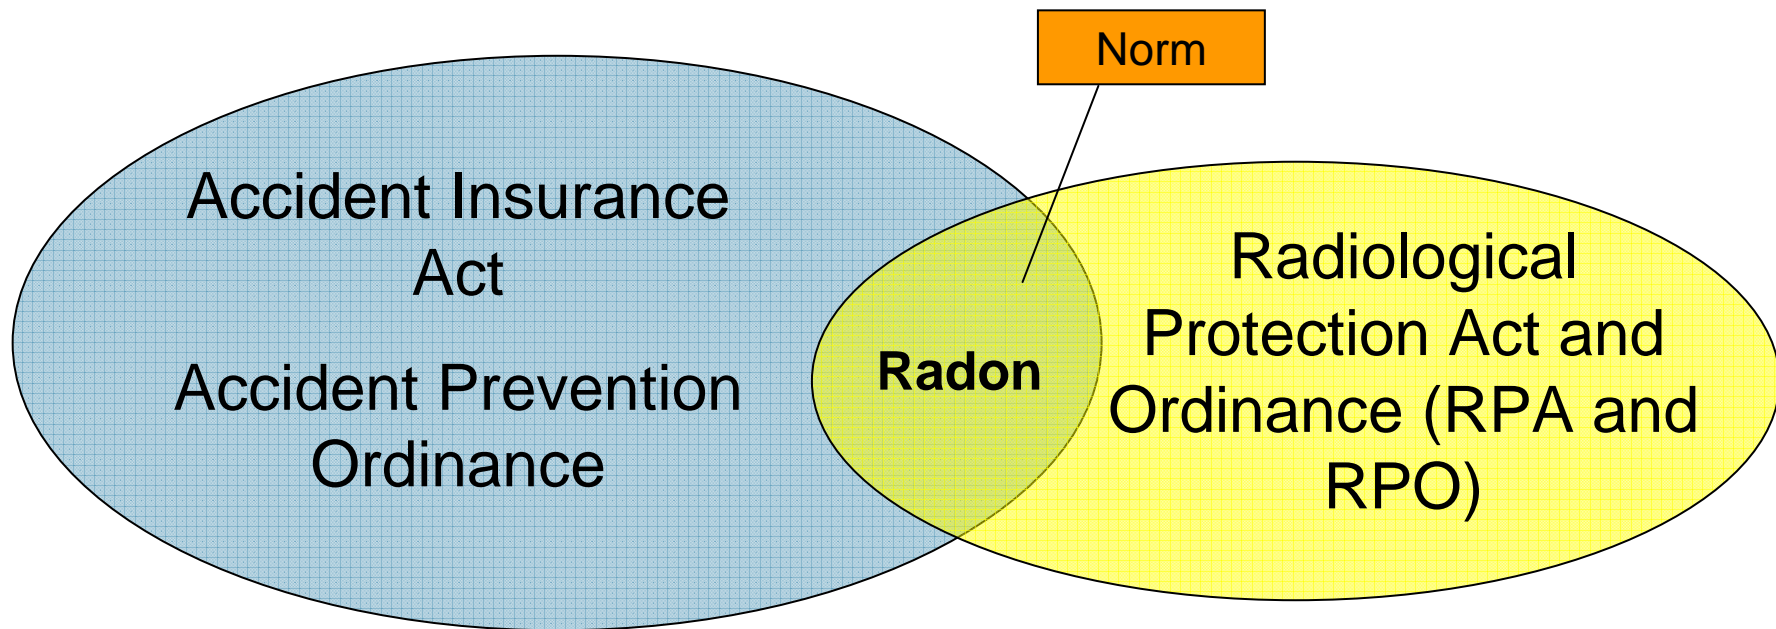 Norm
Accident Insurance
Act
Accident Prevention
Ordinance
Radon
Radiological
Protection Act and
Ordinance (RPA and
RPO)